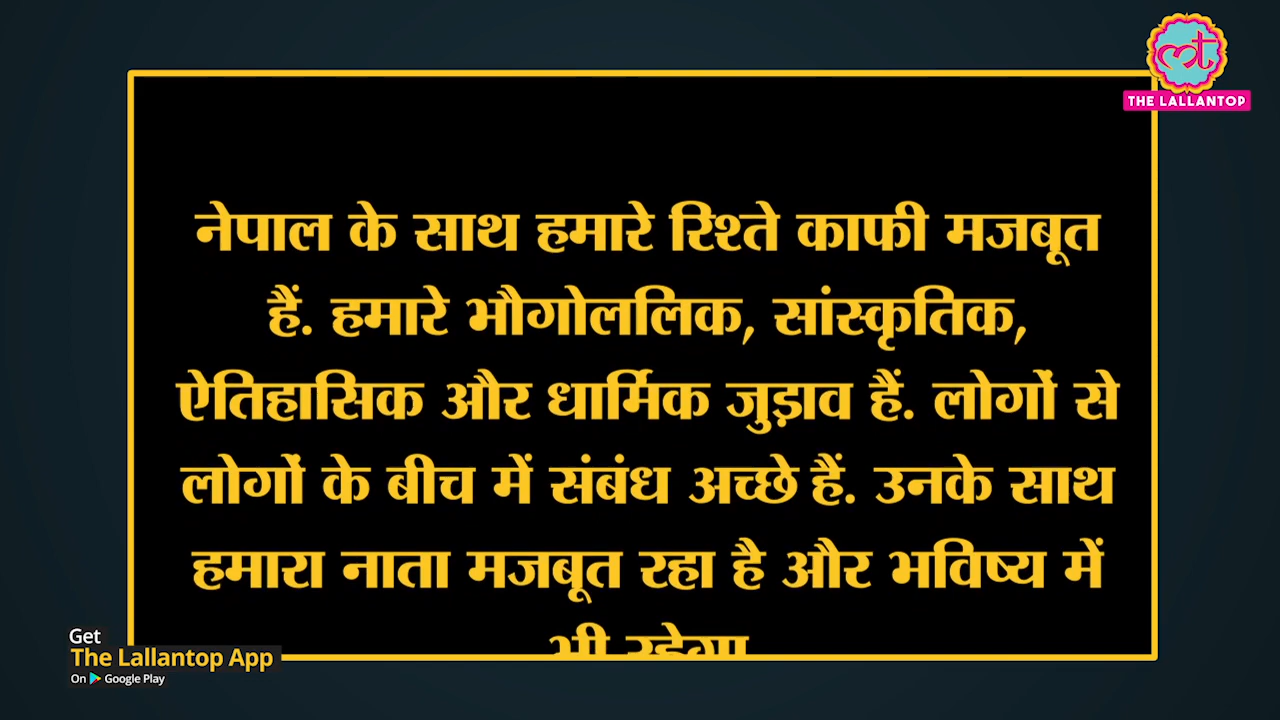 THE LALLANTOP
नेपाल के साथ हमारे रिश्ते काफी मजबूत
हैं. हमारे भौगोललिक, सांस्कृतिक,
ऐतिहासिक और धार्मिक जुड़ाव हैं. लोगों से
लोगों के बीच में संबंध अच्छे हैं. उनके साथ
हमारा नाता मजबूत रहा है और भविष्य में
भी रहेगा
Get
The Lallantop App
On Google Play